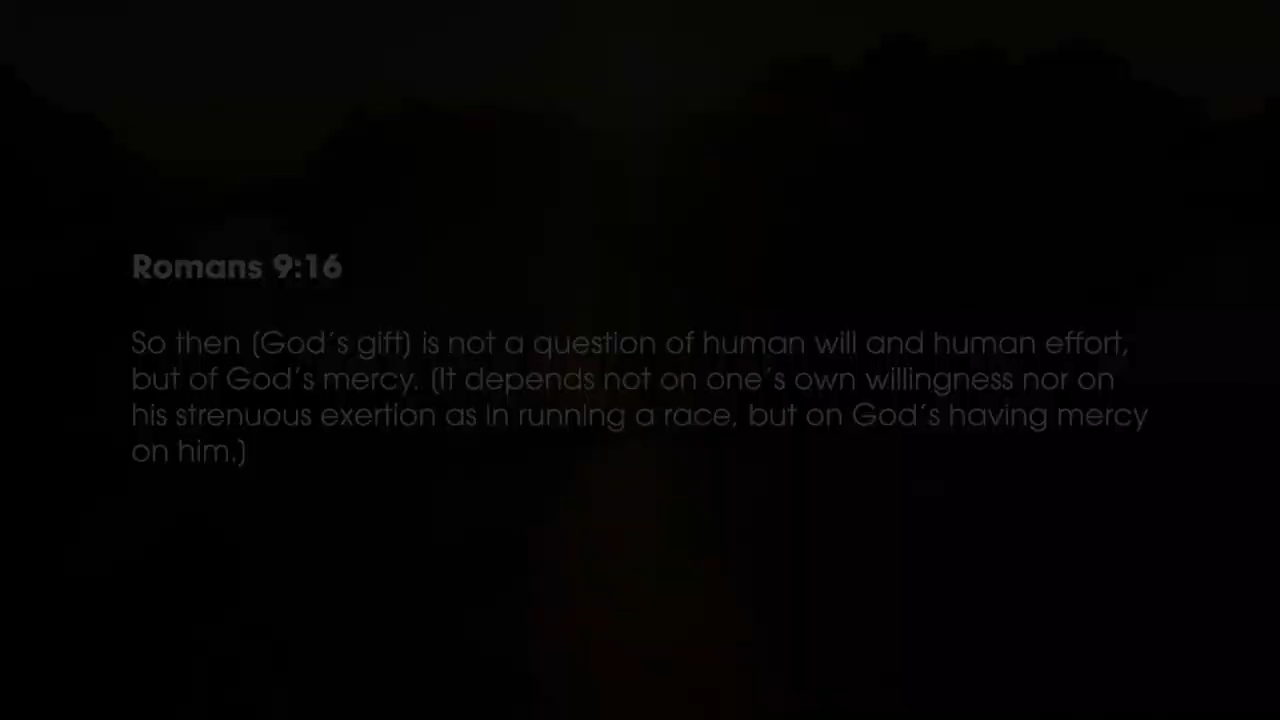 Romans 9:16
So then (God's gift) is not a question of human will and human effort,
but of God's mercy. (It depends not on one's own willingness nor on
his strenuous exertion as in running a race, but on God's having mercy
on him.)